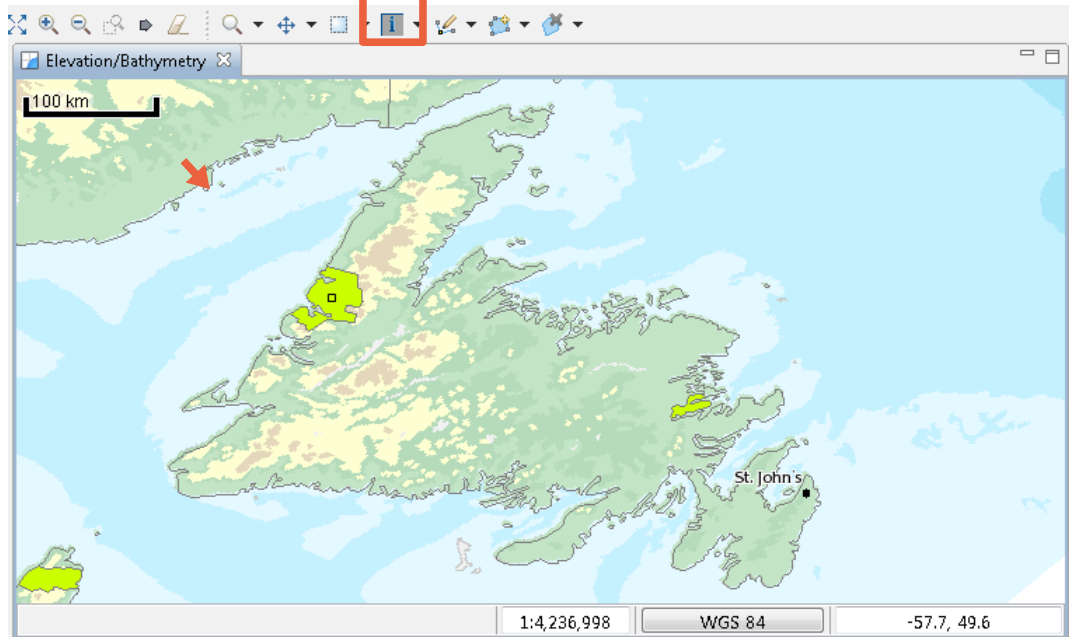 i
Elevation/Bathymetry
100 km
St. John's
1:4,236,998
WGS 84
-57.7, 49.6